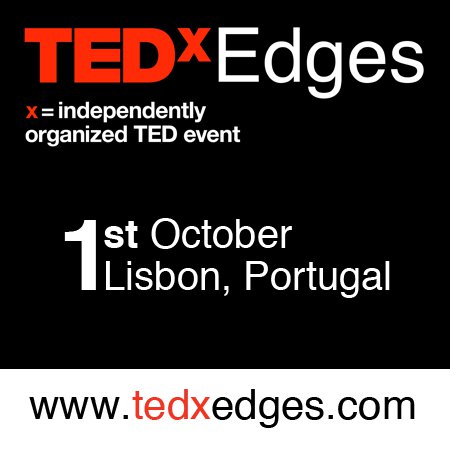 TEDxEdges
x = independently
organized TED event
1st October
Lisbon, Portugal
www.tedxedges.com